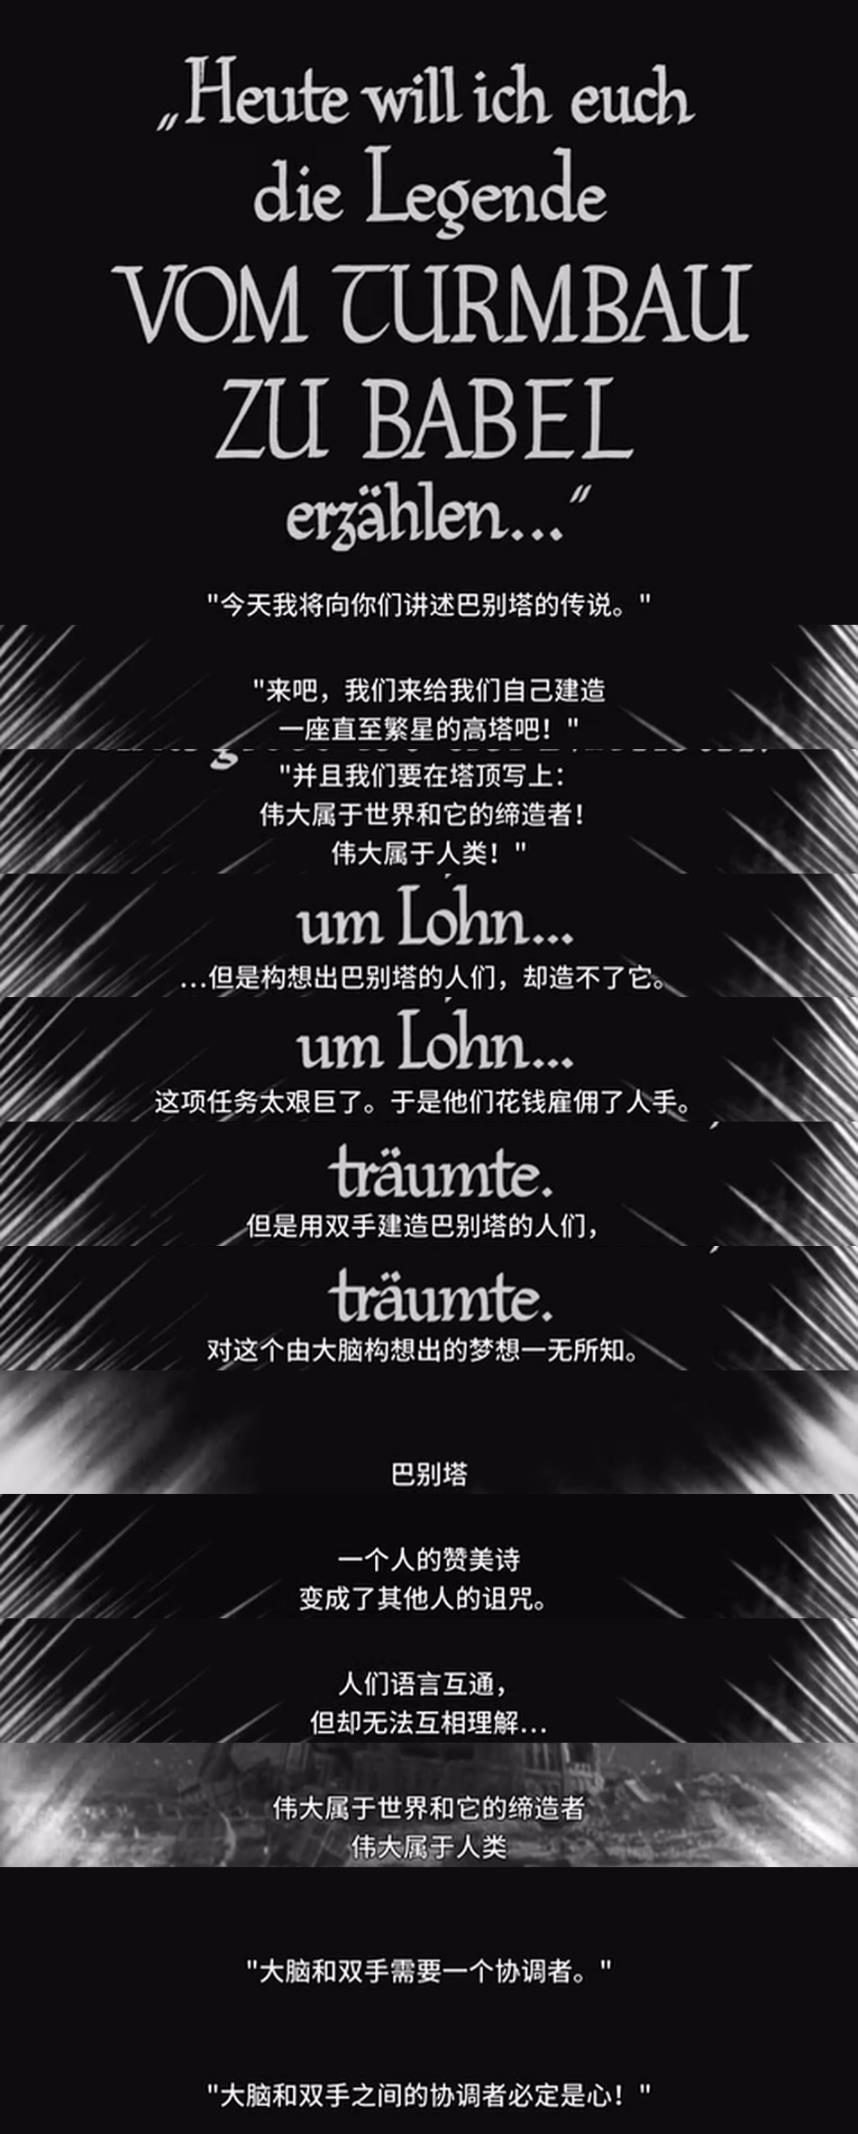 „Heute will ich euch
die Legende
VOM TURMBAU
ZU BABEL
erzählen..."
"今天我将向你们讲述巴别塔的传说。"
"来吧，我们来给我们自己建造
一座直至繁星的高塔吧！"
"并且我们要在塔顶写上：
伟大属于世界和它的缔造者！
伟大属于人类！"
um Lohn...
...但是构想出巴别塔的人们，却造不了它。
um Lohn...
这项任务太艰巨了。于是他们花钱雇佣了人手。
träumte.
但是用双手建造巴别塔的人们，
träumte.
对这个由大脑构想出的梦想一无所知。
巴别塔
一个人的赞美诗
变成了其他人的诅咒。
人们语言互通，
但却无法互相理解...
伟大属于世界和它的缔造者
伟大属于人类
"大脑和双手需要一个协调者。"
"大脑和双手之间的协调者必定是心！"